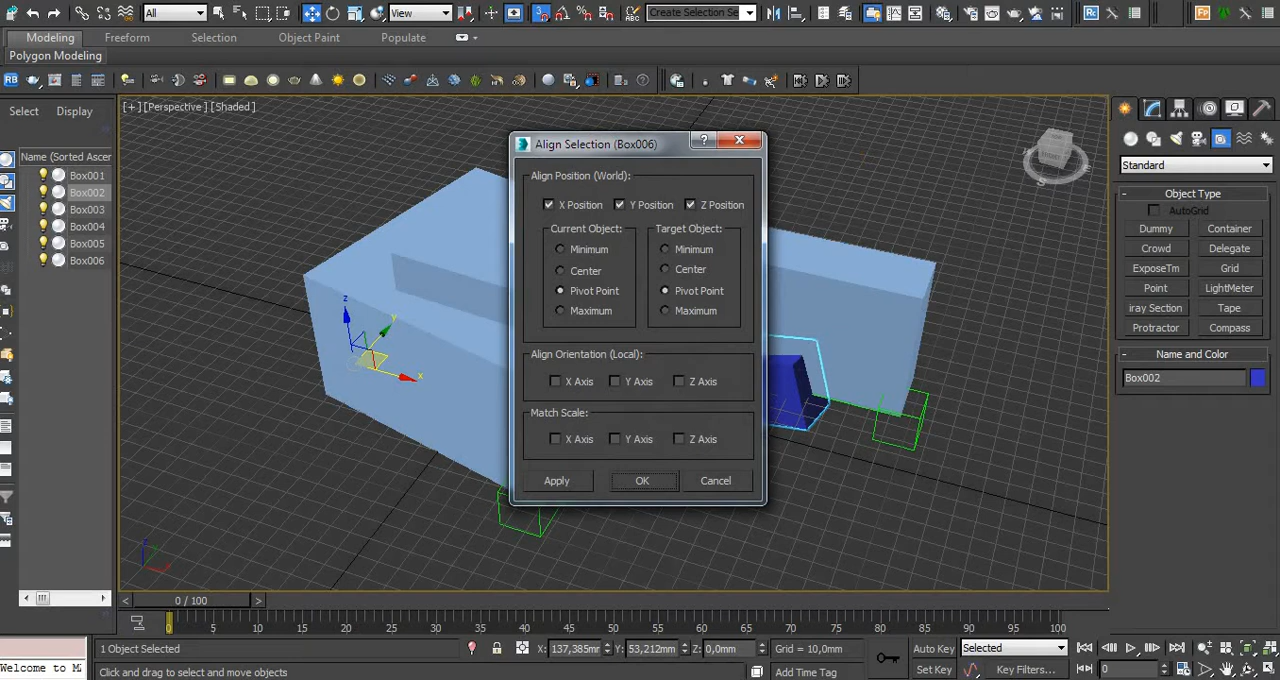 All
View
Create Selection Se
Modeling
Freeform
Selection
Object Paint
Populate
Polygon Modeling
Select
Display
[+] [Perspective] [Shaded]
Name (Sorted Ascen
Box001
Box002
Box003
Box004
Box005
Box006
z
y
x
Align Selection (Box006)
Align Position (World):
X Position
Y Position
Z Position
Current Object:
Target Object:
Minimum
Minimum
Center
Center
Pivot Point
Pivot Point
Maximum
Maximum
Align Orientation (Local):
X Axis
Y Axis
Z Axis
Match Scale:
X Axis
Y Axis
Z Axis
Apply
OK
Cancel
Standard
Object Type
AutoGrid
Dummy
Container
Crowd
Delegate
ExposeTm
Grid
Point
LightMeter
iray Section
Tape
Protractor
Compass
Name and Color
Box002
0 / 100
0 5 10 15 20 25 30 35 40 45 50 55 60 65 70 75 80 85 90 95 100
1 Object Selected
X: 137,385mr
Y: 53,212mm
Z: 0,0mm
Grid = 10,0mm
Auto Key
Selected
Welcome to M
Click and drag to select and move objects
Add Time Tag
Set Key
Key Filters...
0